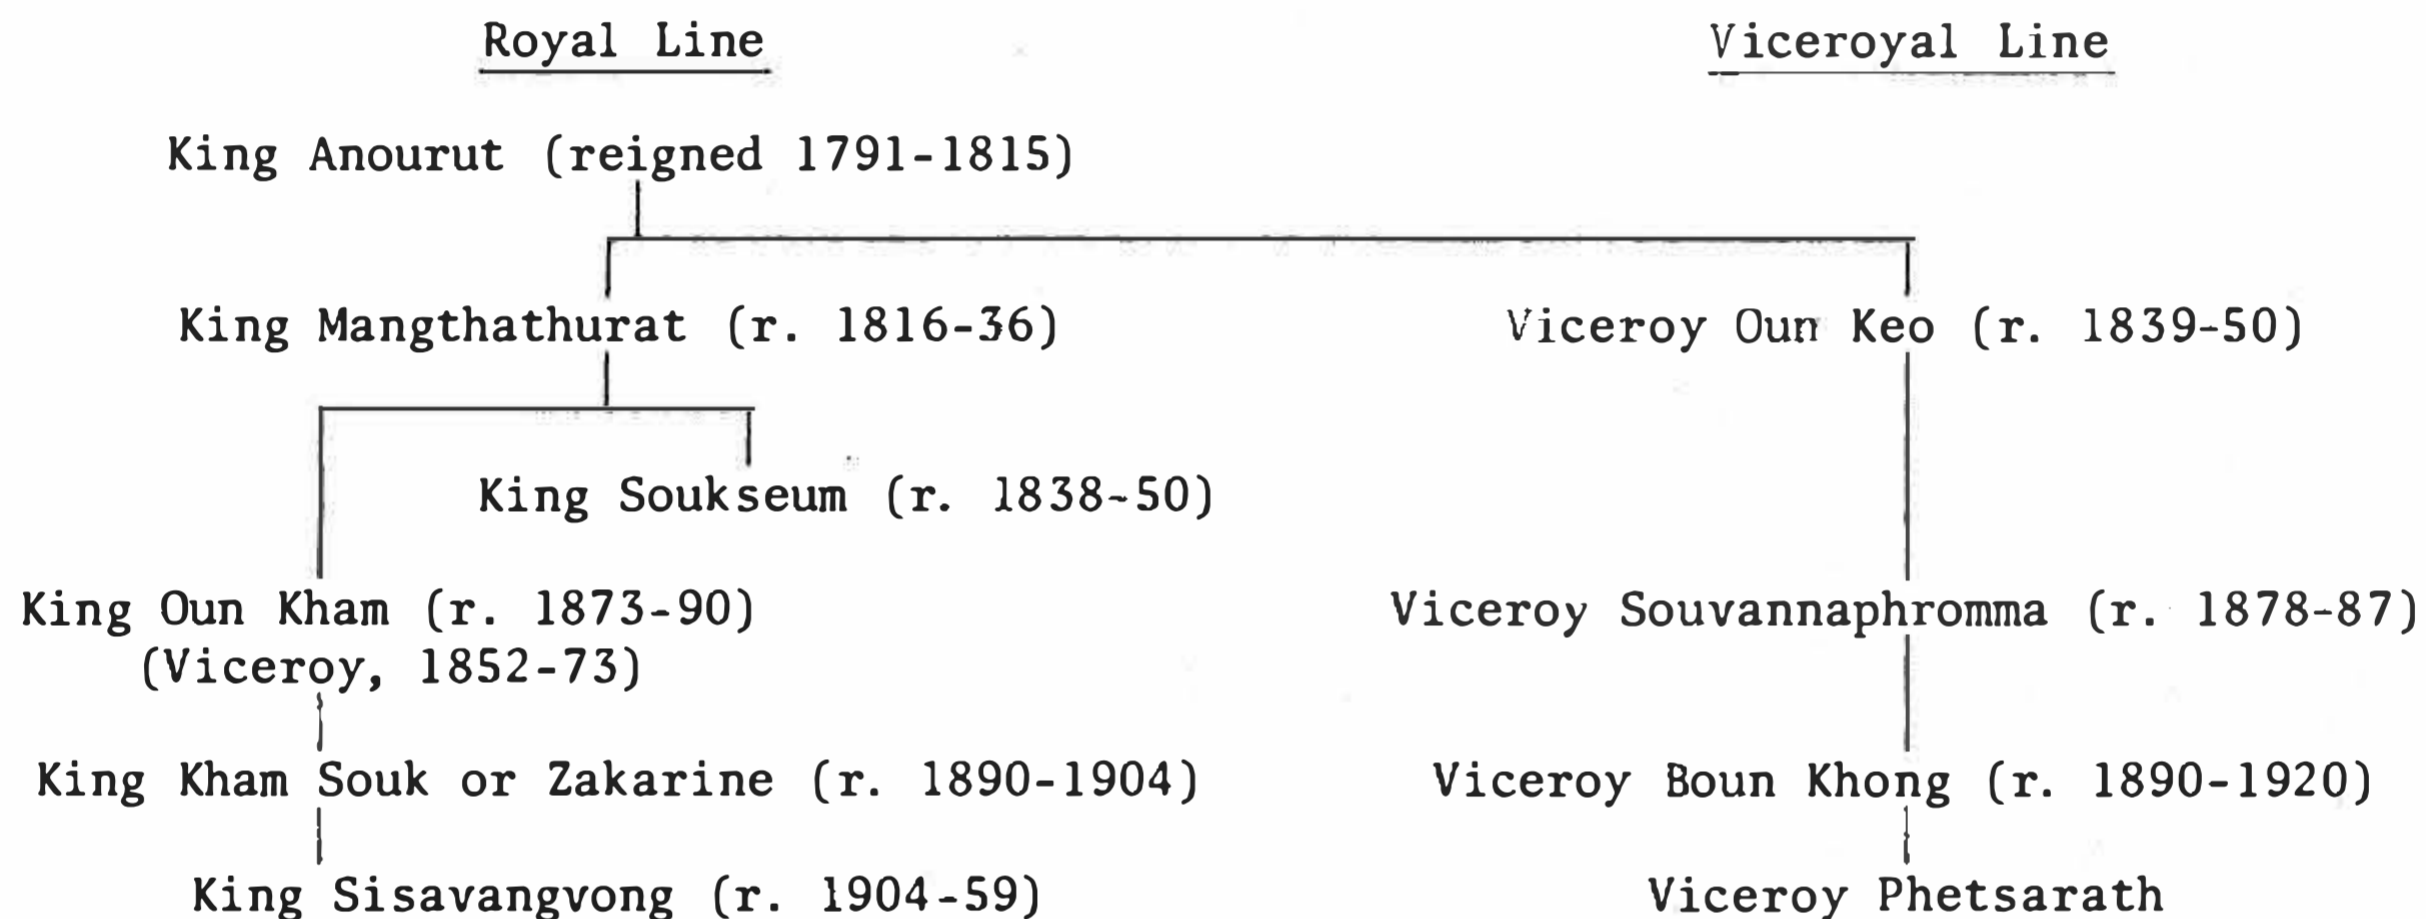 Royal Line
Viceroyal Line
King Anourut (reigned 1791-1815)
King Mangthathurat (r. 1816-36)
Viceroy Oun Keo (r. 1839-50)
King Soukseum (r. 1838-50)
King Oun Kham (r. 1873-90)
(Viceroy, 1852-73)
Viceroy Souvannaphromma (r. 1878-87)
King Kham Souk or Zakarine (r. 1890-1904)
Viceroy Boun Khong (r. 1890-1920)
King Sisavangvong (r. 1904-59)
Viceroy Phetsarath